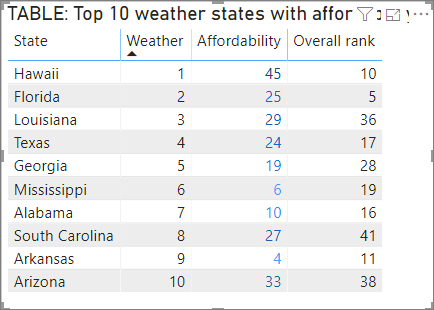 TABLE: Top 10 weather states with affor
State Weather Affordability Overall rank
Hawaii 1 45 10
Florida 2 25 5
Louisiana 3 29 36
Texas 4 24 17
Georgia 5 19 28
Mississippi 6 6 19
Alabama 7 10 16
South Carolina 8 27 41
Arkansas 9 4 11
Arizona 10 33 38